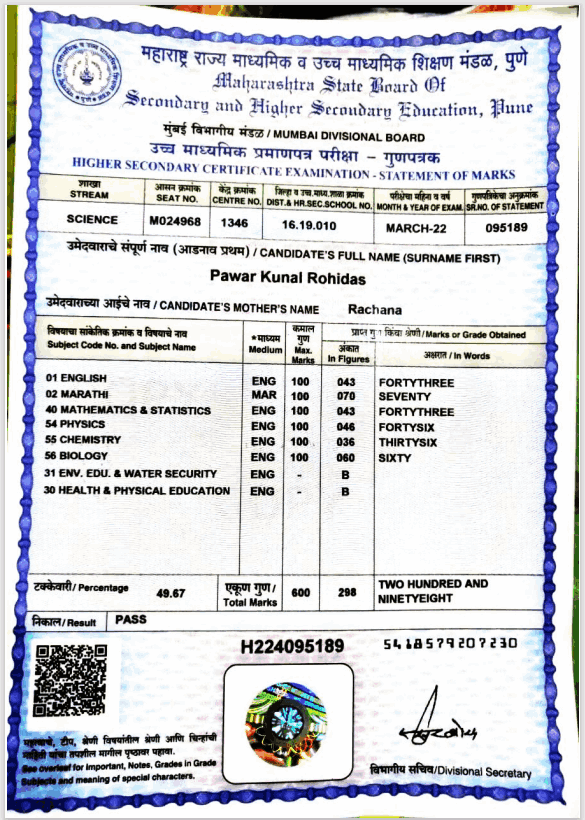 महाराष्ट्र राज्य माध्यमिक व उच्च माध्यमिक शिक्षण मंडळ, पुणे
Maharashtra State Board Of
Secondary and Higher Secondary Education, Pune
मुंबई विभागीय मंडळ / MUMBAI DIVISIONAL BOARD
उच्च माध्यमिक प्रमाणपत्र परीक्षा – गुणपत्रक
HIGHER SECONDARY CERTIFICATE EXAMINATION - STATEMENT OF MARKS
शाखा आसन क्रमांक केंद्र क्रमांक जिल्हा व उच्च.माध्य.शाळा क्रमांक परीक्षेचा महिना व वर्ष गुणपत्रिकेचा अनुक्रमांक
STREAM SEAT NO. CENTRE NO. DIST.& HR.SEC.SCHOOL NO. MONTH & YEAR OF EXAM. SR.NO. OF STATEMENT
SCIENCE M024968 1346 16.19.010 MARCH-22 095189
उमेदवाराचे संपूर्ण नाव (आडनाव प्रथम) / CANDIDATE'S FULL NAME (SURNAME FIRST)
Pawar Kunal Rohidas
उमेदवाराच्या आईचे नाव / CANDIDATE'S MOTHER'S NAME Rachana
विषयाचा सांकेतिक क्रमांक व विषयाचे नाव
Subject Code No. and Subject Name
*माध्यम
Medium
कमाल
गुण
Max.
Marks
प्राप्त गुण किंवा श्रेणी/Marks or Grade Obtained
अंकात
In Figures
अक्षरात / In Words
01 ENGLISH ENG 100 043 FORTYTHREE
02 MARATHI MAR 100 070 SEVENTY
40 MATHEMATICS & STATISTICS ENG 100 043 FORTYTHREE
54 PHYSICS ENG 100 046 FORTYSIX
55 CHEMISTRY ENG 100 036 THIRTYSIX
56 BIOLOGY ENG 100 060 SIXTY
31 ENV. EDU. & WATER SECURITY ENG - B
30 HEALTH & PHYSICAL EDUCATION ENG - B
टक्केवारी/ Percentage 49.67
एकूण गुण/
Total Marks
600 298
TWO HUNDRED AND
NINETYEIGHT
निकाल/ Result PASS
H224095189 5418579207230
महत्वाचे, टीप, श्रेणी विषयांतील श्रेणी आणि चिन्हांची
माहिती यांचा तपशील मागील पृष्ठावर पहावा.
See overleaf for Important, Notes, Grades in Grade
Subjects and meaning of special characters.
विभागीय सचिव/Divisional Secretary